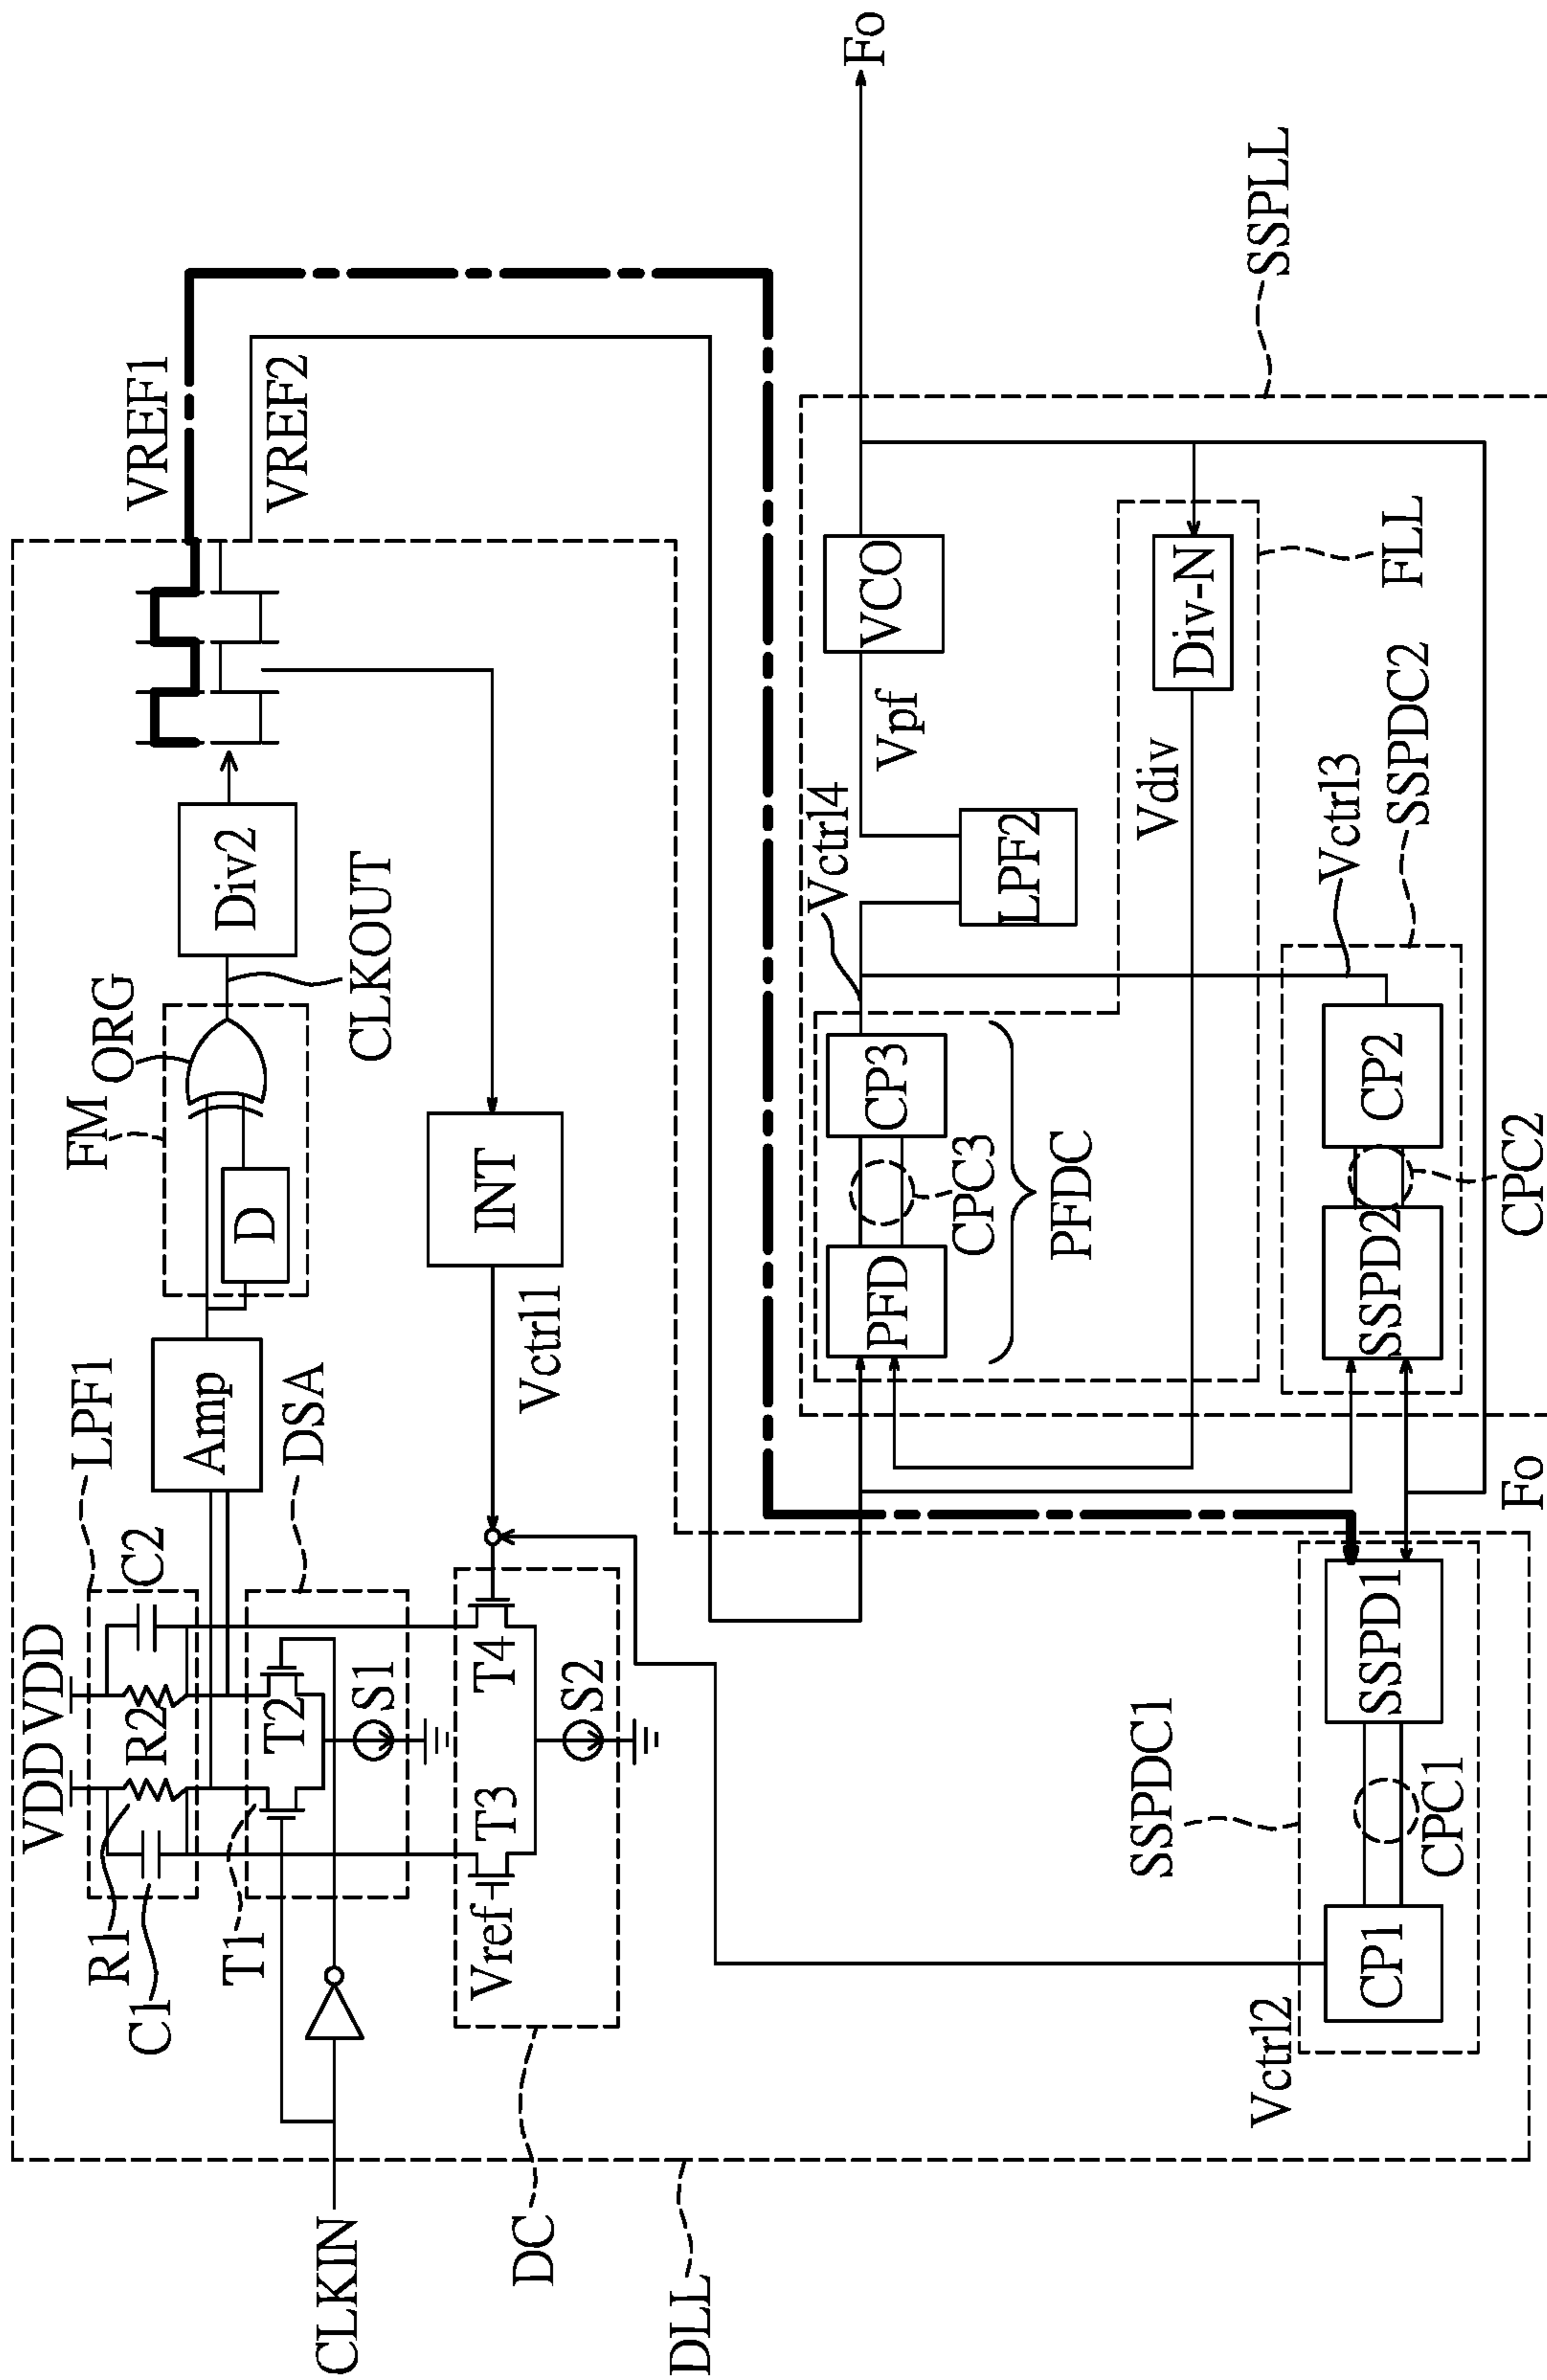 CLKIN
DLL
DC
VDD
VDD
R1
C1
R2
C2
LPF1
T1
T2
S1
DSA
Vref
T3
T4
S2
Amp
FM
D
ORG
CLKOUT
Div2
VREF1
VREF2
INT
Vctrl1
Vctrl2
SSPDC1
CP1
CPC1
SSPD1
Fo
PFD
CPC3
CP3
PFDC
Vctrl4
LPF2
Vpf
VCO
Fo
Vdiv
Div-N
FLL
SSPD2
CPC2
CP2
Vctrl3
SSPDC2
SSPLL